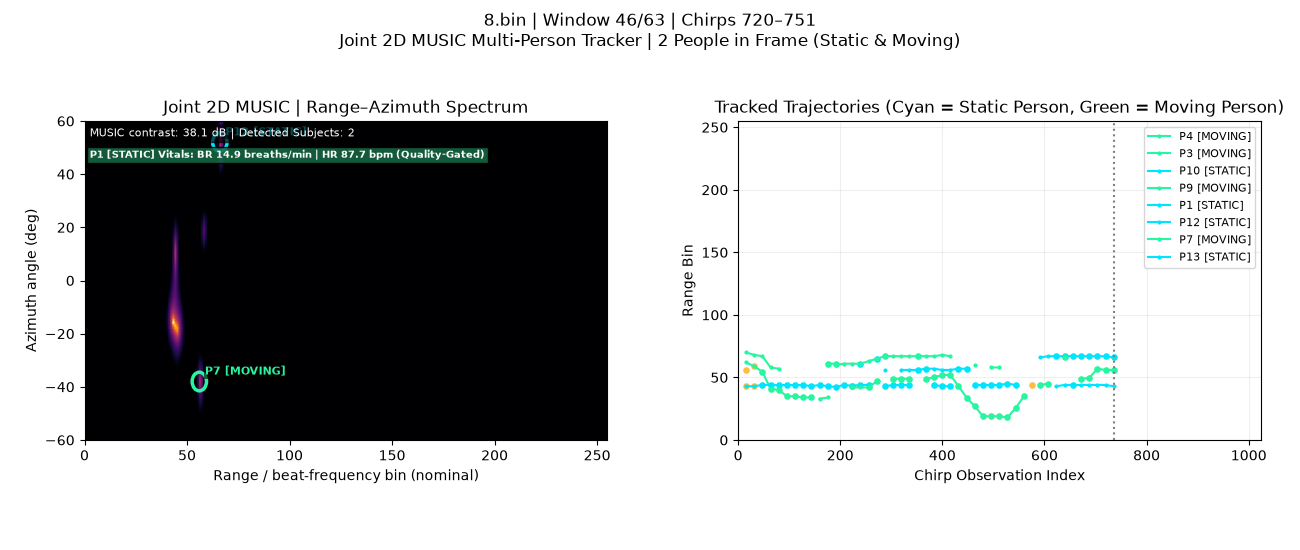 8.bin | Window 46/63 | Chirps 720–751
Joint 2D MUSIC Multi-Person Tracker | 2 People in Frame (Static & Moving)
Joint 2D MUSIC | Range–Azimuth Spectrum
MUSIC contrast: 38.1 dB | Detected Subjects: 2
P1 [STATIC] Vitals: BR 14.9 breaths/min | HR 87.7 bpm (Quality-Gated)
P7 [MOVING]
60
40
20
0
−20
−40
−60
Azimuth angle (deg)
0
50
100
150
200
250
Range / beat-frequency bin (nominal)
Tracked Trajectories (Cyan = Static Person, Green = Moving Person)
P4 [MOVING]
P3 [MOVING]
P10 [STATIC]
P9 [MOVING]
P1 [STATIC]
P12 [STATIC]
P7 [MOVING]
P13 [STATIC]
250
200
150
100
50
0
Range Bin
0
200
400
600
800
1000
Chirp Observation Index